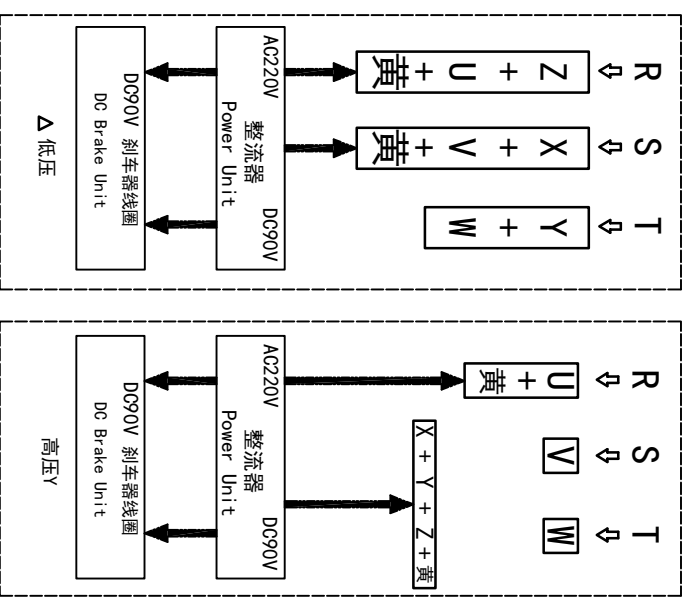 R S T
Z + U + 黄
X + V + 黄
Y + W
AC220V 整流器 DC90V
Power Unit
DC90V 刹车器线圈
DC Brake Unit
Δ 低压
R S T
U + 黄
V
W
X + Y + Z + 黄
AC220V 整流器 DC90V
Power Unit
DC90V 刹车器线圈
DC Brake Unit
高压Y